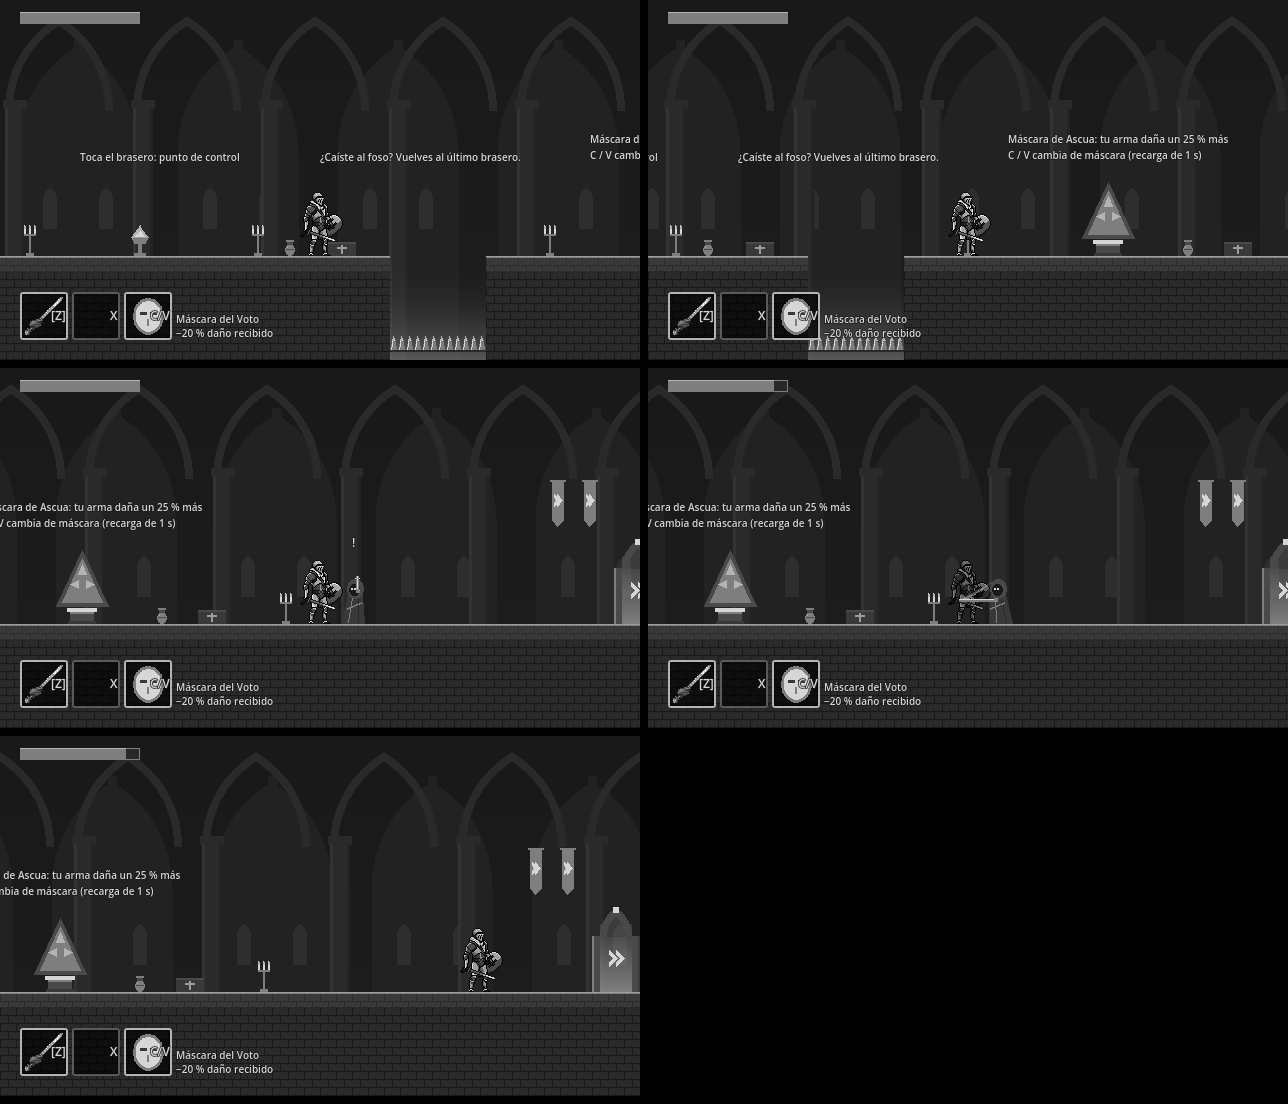 Toca el brasero: punto de control
¿Caíste al foso? Vuelves al último brasero.
Máscara d
C / V camb
[Z]
X
C/V
Máscara del Voto
−20 % daño recibido
rol
¿Caíste al foso? Vuelves al último brasero.
Máscara de Ascua: tu arma daña un 25 % más
C / V cambia de máscara (recarga de 1 s)
[Z]
X
C/V
Máscara del Voto
−20 % daño recibido
scara de Ascua: tu arma daña un 25 % más
V cambia de máscara (recarga de 1 s)
!
[Z]
X
C/V
Máscara del Voto
−20 % daño recibido
scara de Ascua: tu arma daña un 25 % más
V cambia de máscara (recarga de 1 s)
[Z]
X
C/V
Máscara del Voto
−20 % daño recibido
de Ascua: tu arma daña un 25 % más
mbia de máscara (recarga de 1 s)
[Z]
X
C/V
Máscara del Voto
−20 % daño recibido